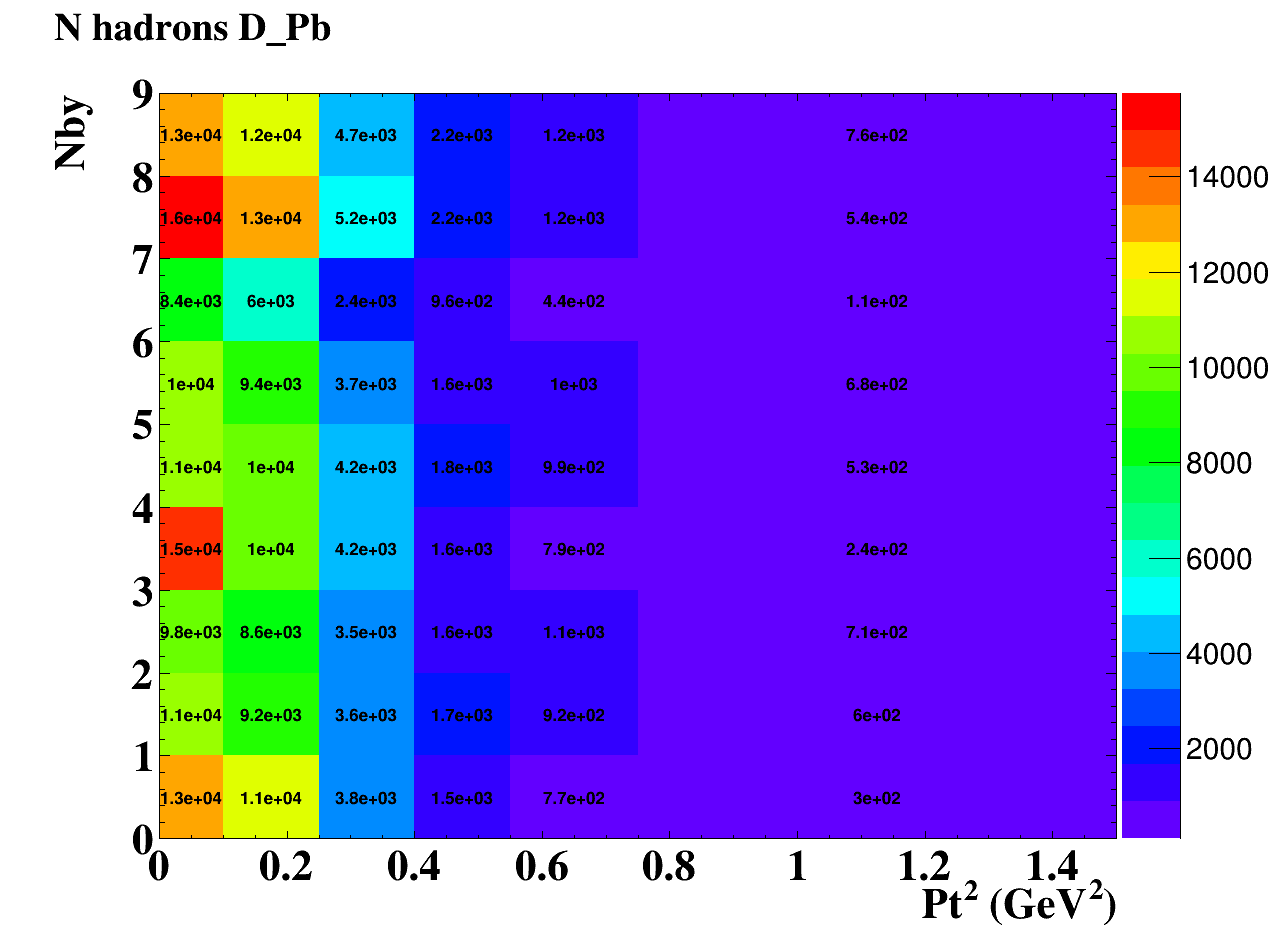 N hadrons D_Pb
Nby
9
1.3e+04 1.2e+04 4.7e+03 2.2e+03 1.2e+03 7.6e+02
8
14000
1.6e+04 1.3e+04 5.2e+03 2.2e+03 1.2e+03 5.4e+02
7
12000
8.4e+03 6e+03 2.4e+03 9.6e+02 4.4e+02 1.1e+02
6
10000
1e+04 9.4e+03 3.7e+03 1.6e+03 1e+03 6.8e+02
5
8000
1.1e+04 1e+04 4.2e+03 1.8e+03 9.9e+02 5.3e+02
4
6000
1.5e+04 1e+04 4.2e+03 1.6e+03 7.9e+02 2.4e+02
3
9.8e+03 8.6e+03 3.5e+03 1.6e+03 1.1e+03 7.1e+02
4000
2
1.1e+04 9.2e+03 3.6e+03 1.7e+03 9.2e+02 6e+02
2000
1
1.3e+04 1.1e+04 3.8e+03 1.5e+03 7.7e+02 3e+02
0
0 0.2 0.4 0.6 0.8 1 1.2 1.4
Pt² (GeV²)